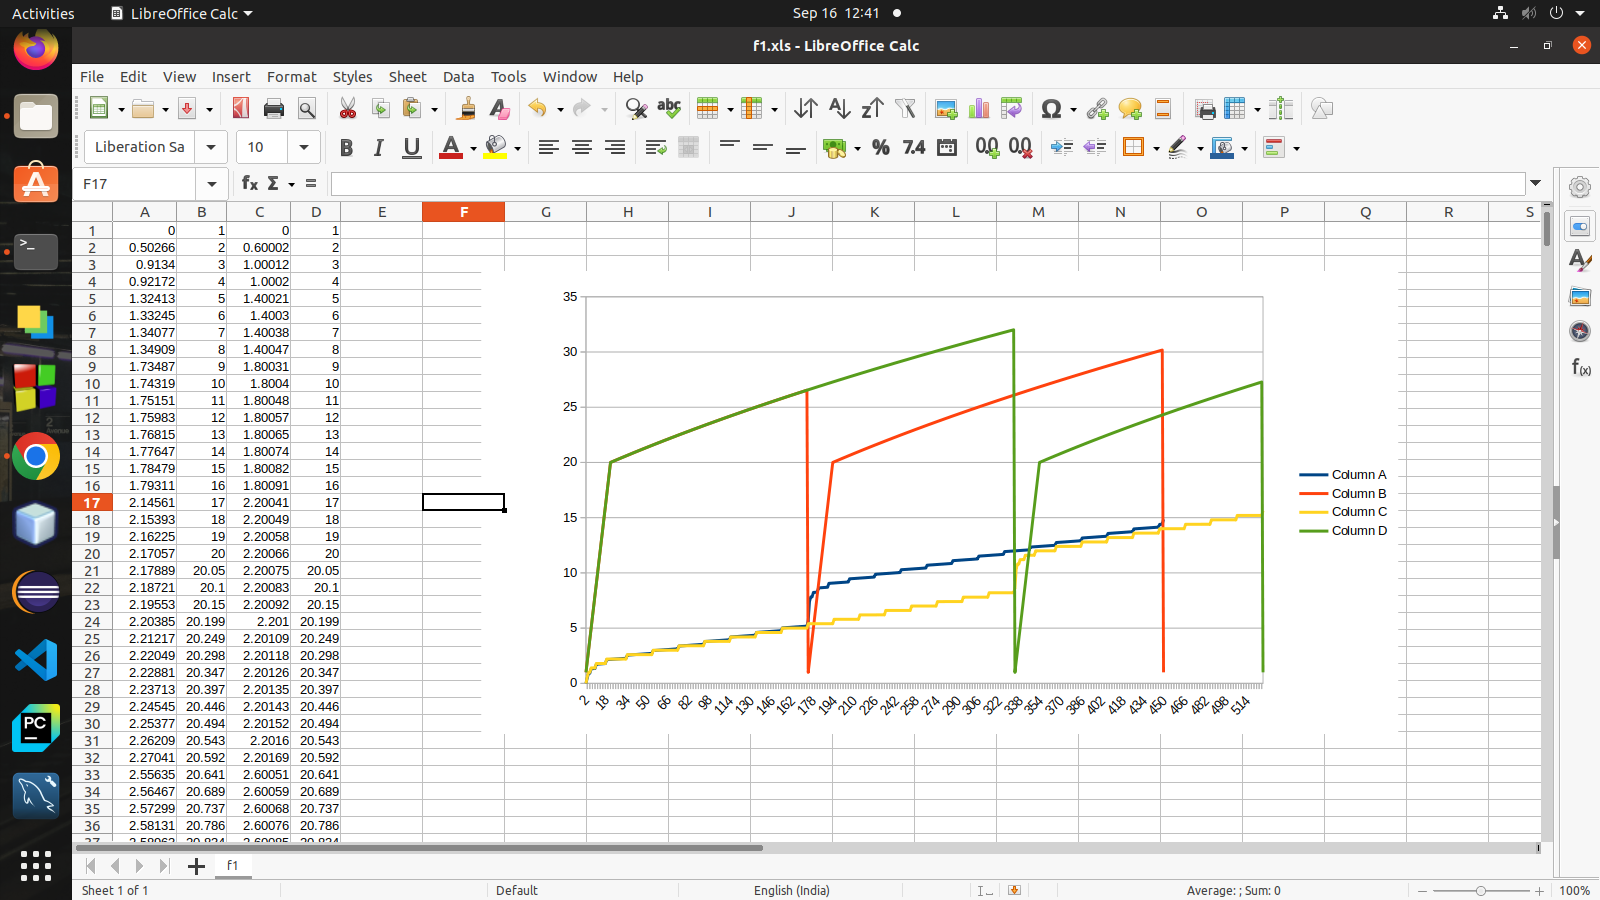 Activities LibreOffice Calc Sep 16 12:41
f1.xls - LibreOffice Calc
File Edit View Insert Format Styles Sheet Data Tools Window Help
Liberation Sa 10
F17
A B C D E F G H I J K L M N O P Q R S
1 0 1 0 1
2 0.50266 2 0.60002 2
3 0.9134 3 1.00012 3
4 0.92172 4 1.0002 4
5 1.32413 5 1.40021 5
6 1.33245 6 1.4003 6
7 1.34077 7 1.40038 7
8 1.34909 8 1.40047 8
9 1.73487 9 1.80031 9
10 1.74319 10 1.8004 10
11 1.75151 11 1.80048 11
12 1.75983 12 1.80057 12
13 1.76815 13 1.80065 13
14 1.77647 14 1.80074 14
15 1.78479 15 1.80082 15
16 1.79311 16 1.80091 16
17 2.14561 17 2.20041 17
18 2.15393 18 2.20049 18
19 2.16225 19 2.20058 19
20 2.17057 20 2.20066 20
21 2.17889 20.05 2.20075 20.05
22 2.18721 20.1 2.20083 20.1
23 2.19553 20.15 2.20092 20.15
24 2.20385 20.199 2.201 20.199
25 2.21217 20.249 2.20109 20.249
26 2.22049 20.298 2.20118 20.298
27 2.22881 20.347 2.20126 20.347
28 2.23713 20.397 2.20135 20.397
29 2.24545 20.446 2.20143 20.446
30 2.25377 20.494 2.20152 20.494
31 2.26209 20.543 2.2016 20.543
32 2.27041 20.592 2.20169 20.592
33 2.55635 20.641 2.60051 20.641
34 2.56467 20.689 2.60059 20.689
35 2.57299 20.737 2.60068 20.737
36 2.58131 20.786 2.60076 20.786
35
30
25
20
15
10
5
0
2 18 34 50 66 82 98 114 130 146 162 178 194 210 226 242 258 274 290 306 322 338 354 370 386 402 418 434 450 466 482 498 514
Column A
Column B
Column C
Column D
f1
Sheet 1 of 1 Default English (India) Average: ; Sum: 0 100%